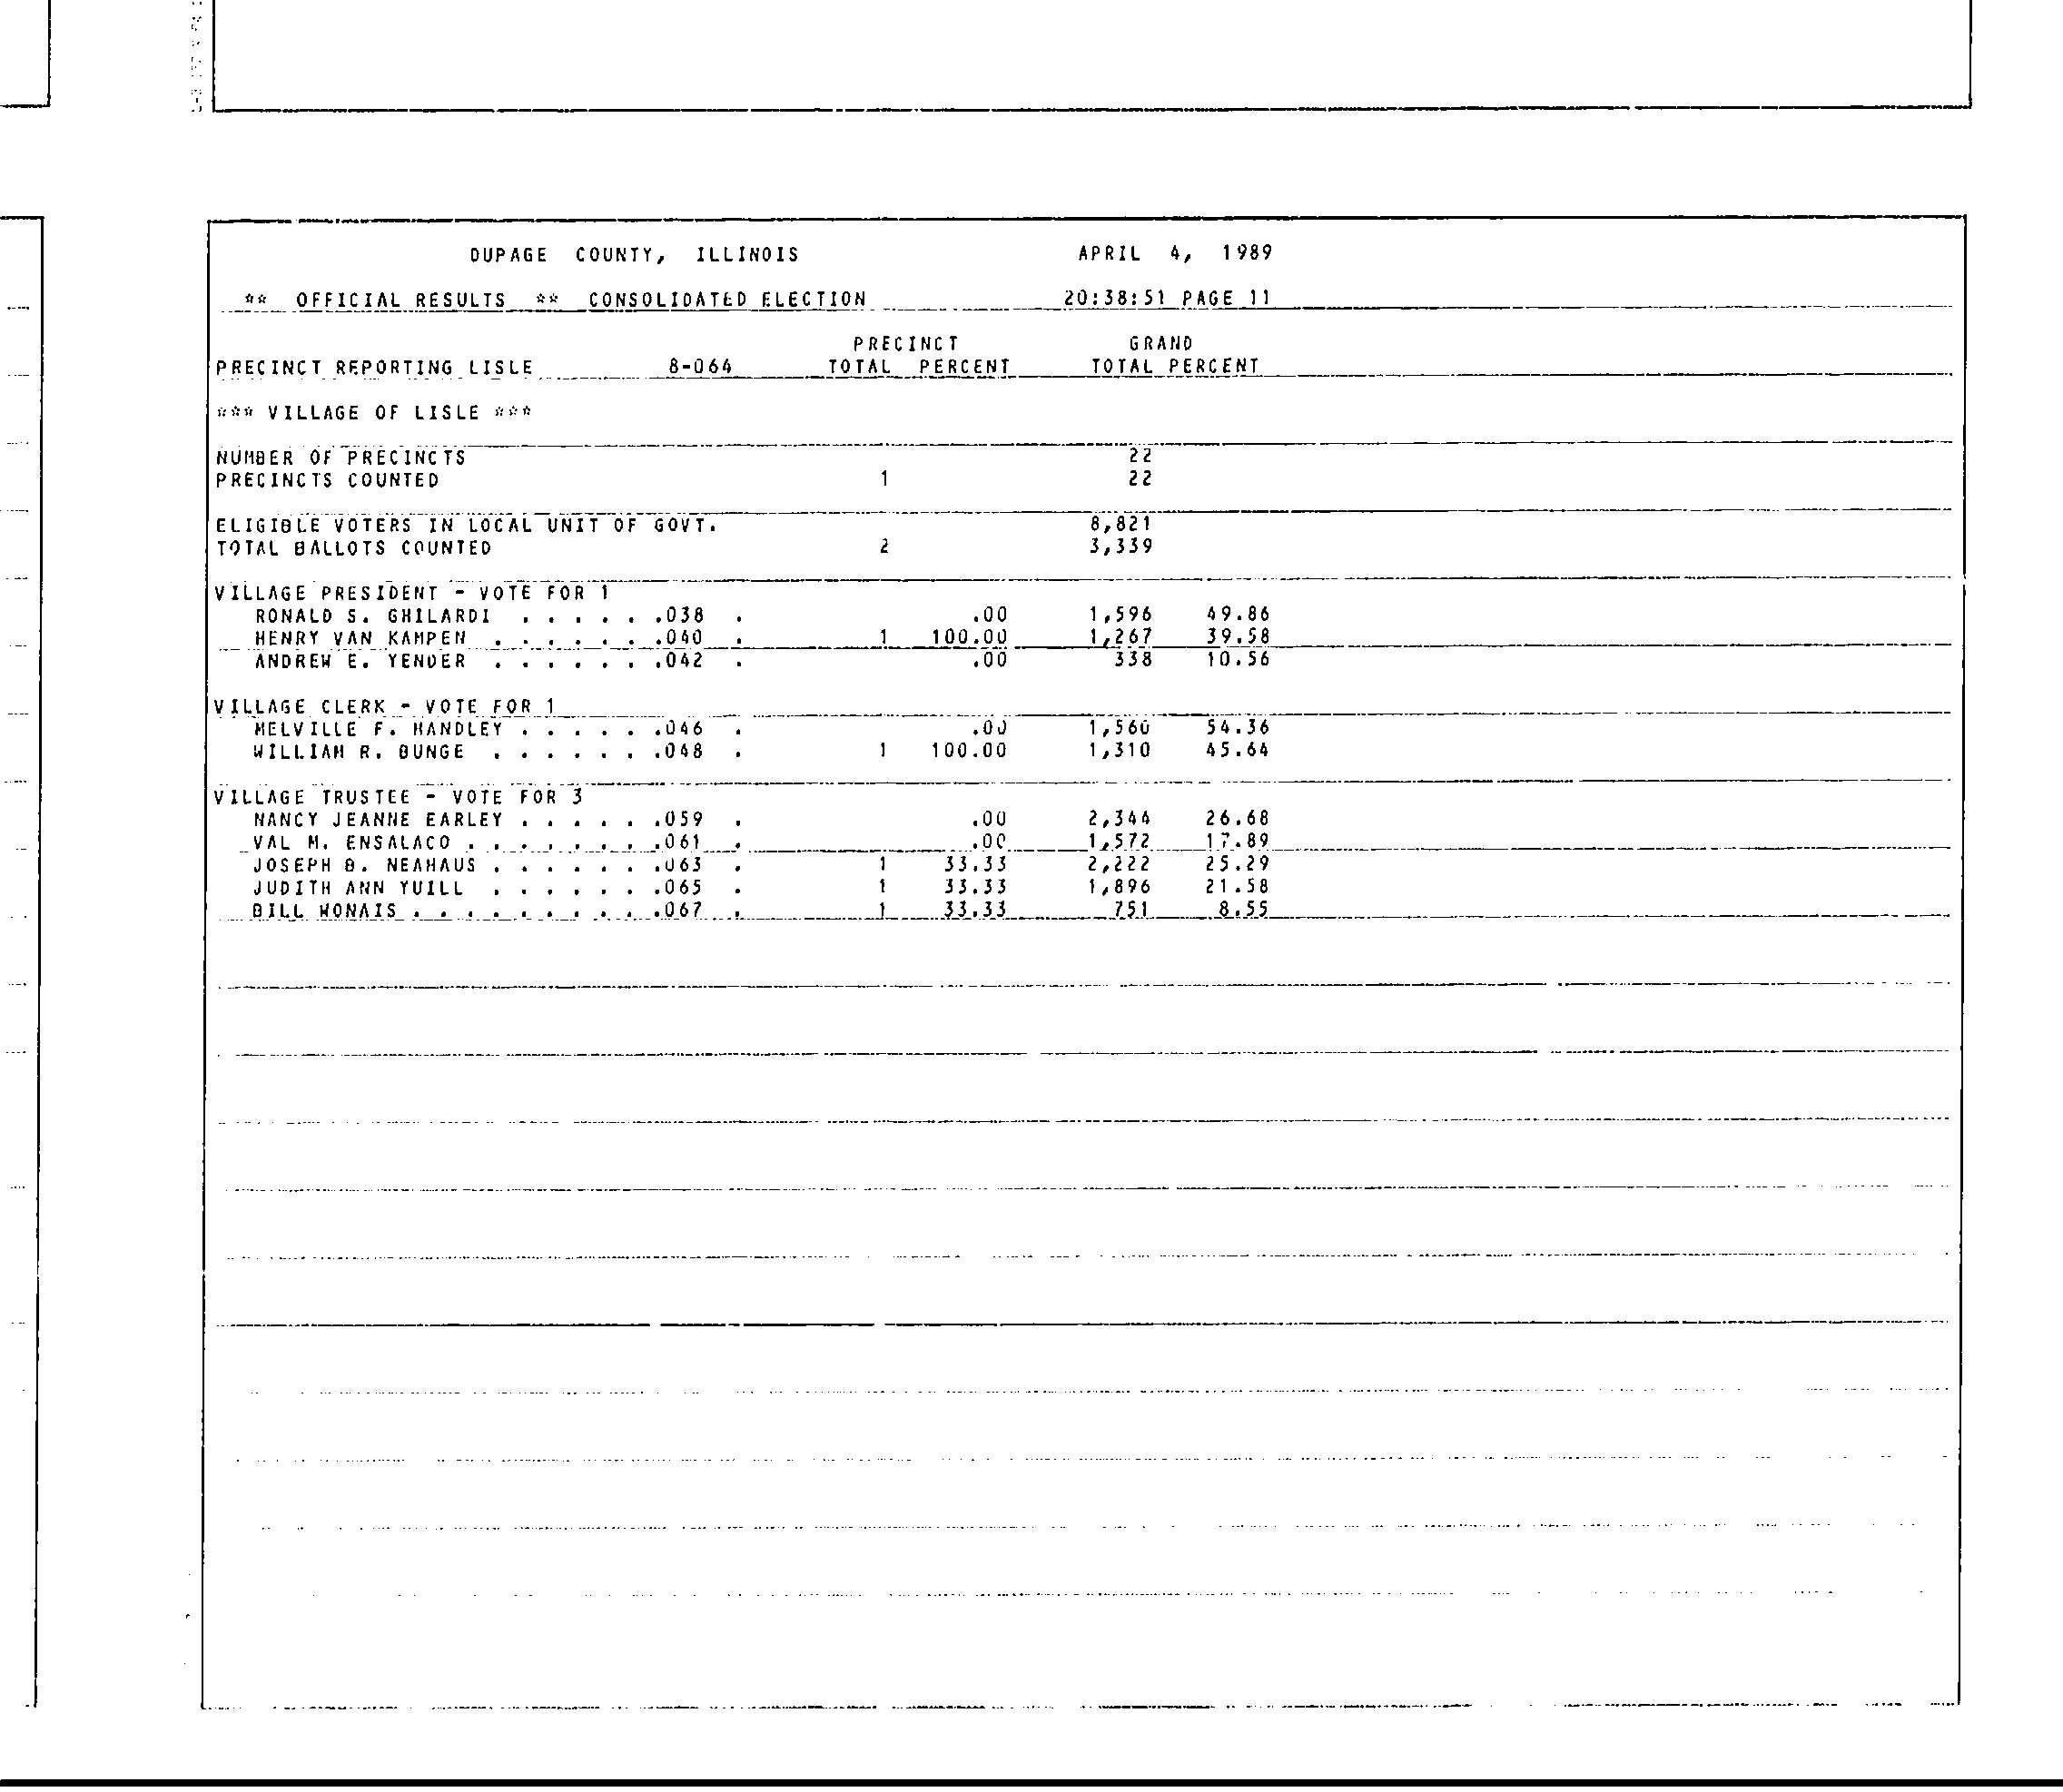 DUPAGE COUNTY, ILLINOIS APRIL 4, 1989
** OFFICIAL RESULTS ** CONSOLIDATED ELECTION 20:38:51 PAGE 11
PRECINCT GRAND
PRECINCT REPORTING LISLE 8-064 TOTAL PERCENT TOTAL PERCENT
*** VILLAGE OF LISLE ***
NUMBER OF PRECINCTS 22
PRECINCTS COUNTED 1 22
ELIGIBLE VOTERS IN LOCAL UNIT OF GOVT. 8,821
TOTAL BALLOTS COUNTED 2 3,339
VILLAGE PRESIDENT - VOTE FOR 1
RONALD S. GHILARDI . . . . . .038 . .00 1,596 49.86
HENRY VAN KAMPEN . . . . . . .040 . 1 100.00 1,267 39.58
ANDREW E. YENDER . . . . . . .042 . .00 338 10.56
VILLAGE CLERK - VOTE FOR 1
MELVILLE F. HANDLEY . . . . . .046 . .00 1,560 54.36
WILLIAM R. BUNGE . . . . . . .048 . 1 100.00 1,310 45.64
VILLAGE TRUSTEE - VOTE FOR 3
NANCY JEANNE EARLEY . . . . . .059 . .00 2,344 26.68
VAL M. ENSALACO . . . . . . . .061 . .00 1,572 17.89
JOSEPH B. NEAHAUS . . . . . . .063 . 1 33.33 2,222 25.29
JUDITH ANN YUILL . . . . . . .065 . 1 33.33 1,896 21.58
BILL WONAIS . . . . . . . . . .067 . 1 33.33 751 8.55